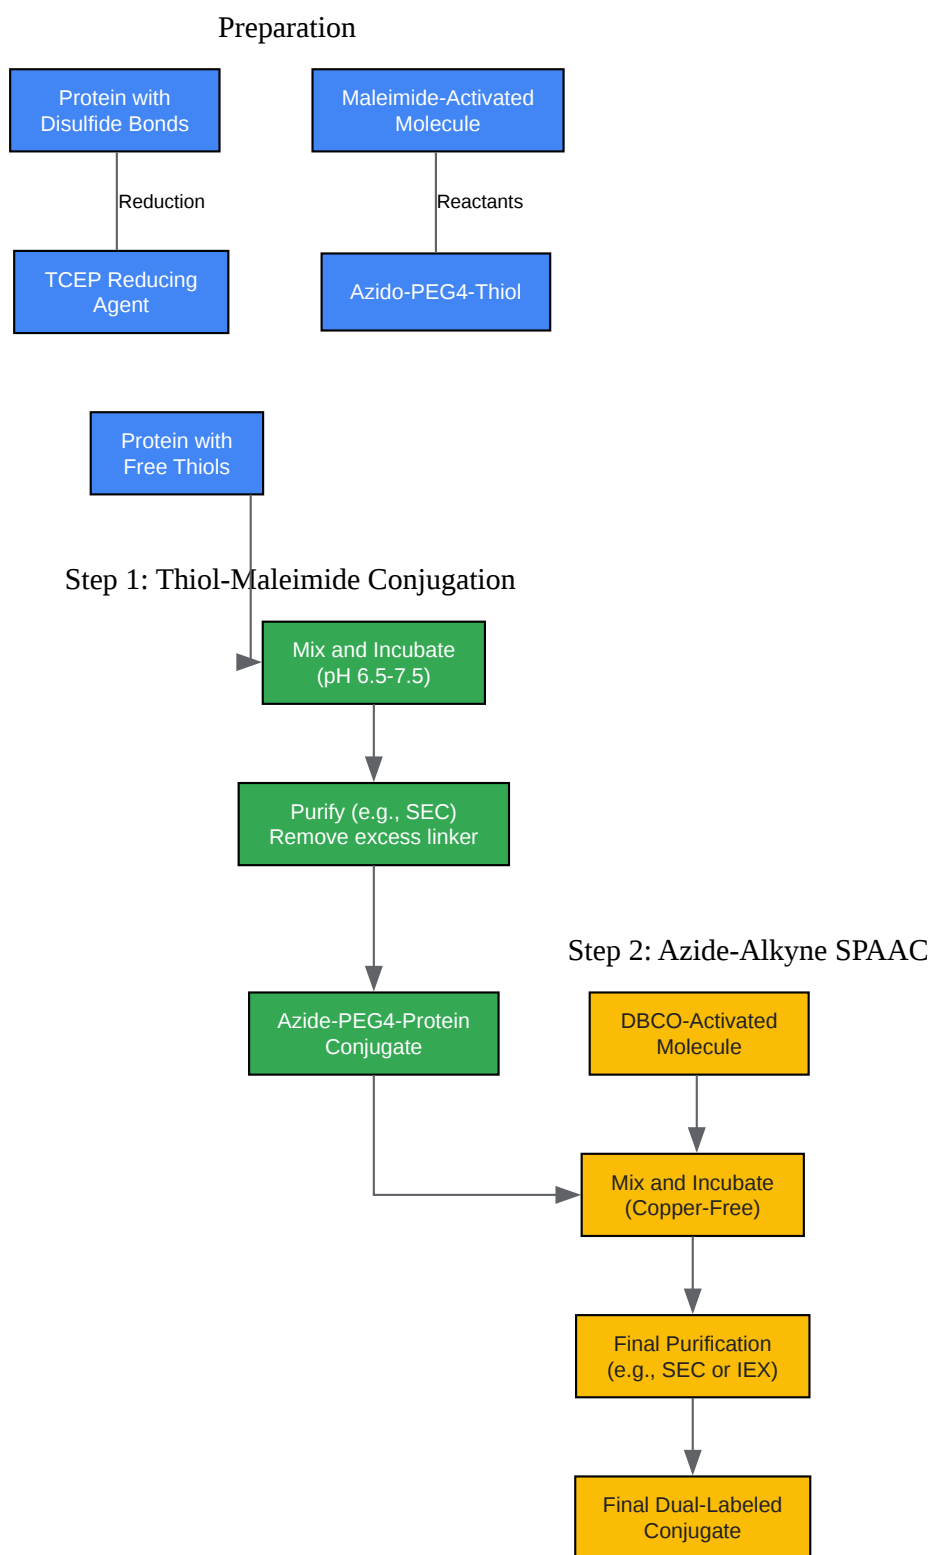 Preparation
Protein with
Disulfide Bonds
Maleimide-Activated
Molecule
Reduction
Reactants
TCEP Reducing
Agent
Azido-PEG4-Thiol
Protein with
Free Thiols
Step 1: Thiol-Maleimide Conjugation
Mix and Incubate
(pH 6.5-7.5)
Purify (e.g., SEC)
Remove excess linker
Step 2: Azide-Alkyne SPAAC
Azide-PEG4-Protein
Conjugate
DBCO-Activated
Molecule
Mix and Incubate
(Copper-Free)
Final Purification
(e.g., SEC or IEX)
Final Dual-Labeled
Conjugate